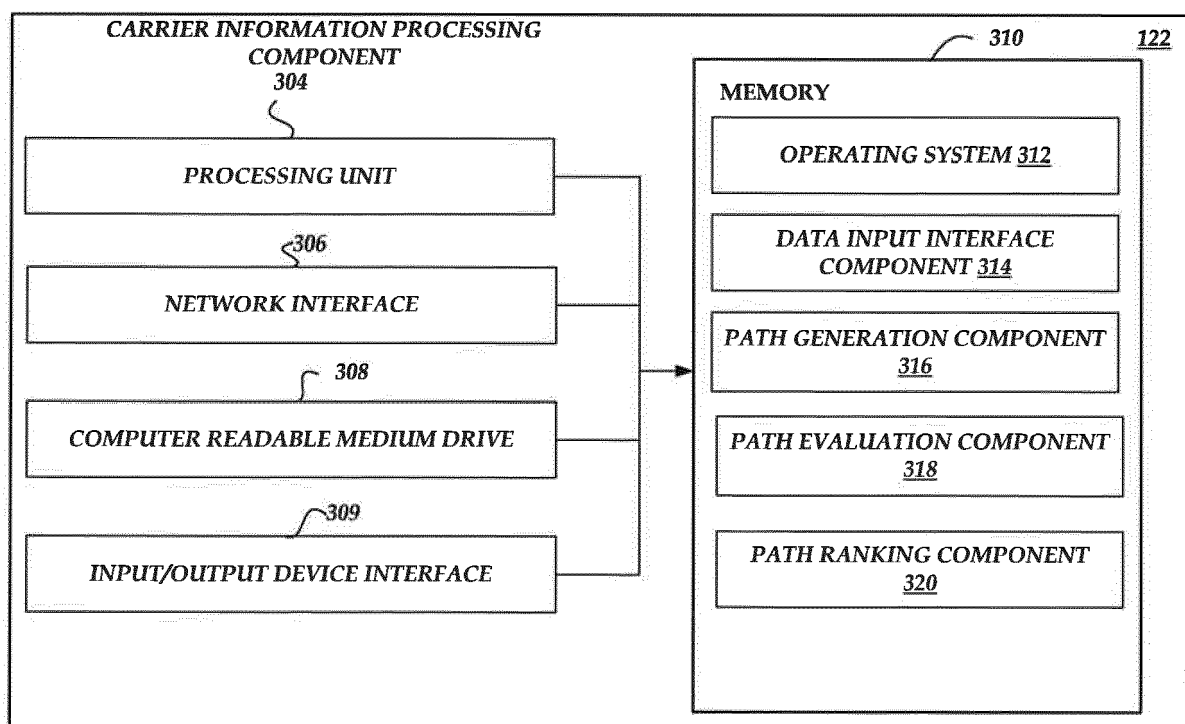 CARRIER INFORMATION PROCESSING
COMPONENT
304
PROCESSING UNIT
306
NETWORK INTERFACE
308
COMPUTER READABLE MEDIUM DRIVE
309
INPUT/OUTPUT DEVICE INTERFACE
310
122
MEMORY
OPERATING SYSTEM 312
DATA INPUT INTERFACE
COMPONENT 314
PATH GENERATION COMPONENT
316
PATH EVALUATION COMPONENT
318
PATH RANKING COMPONENT
320